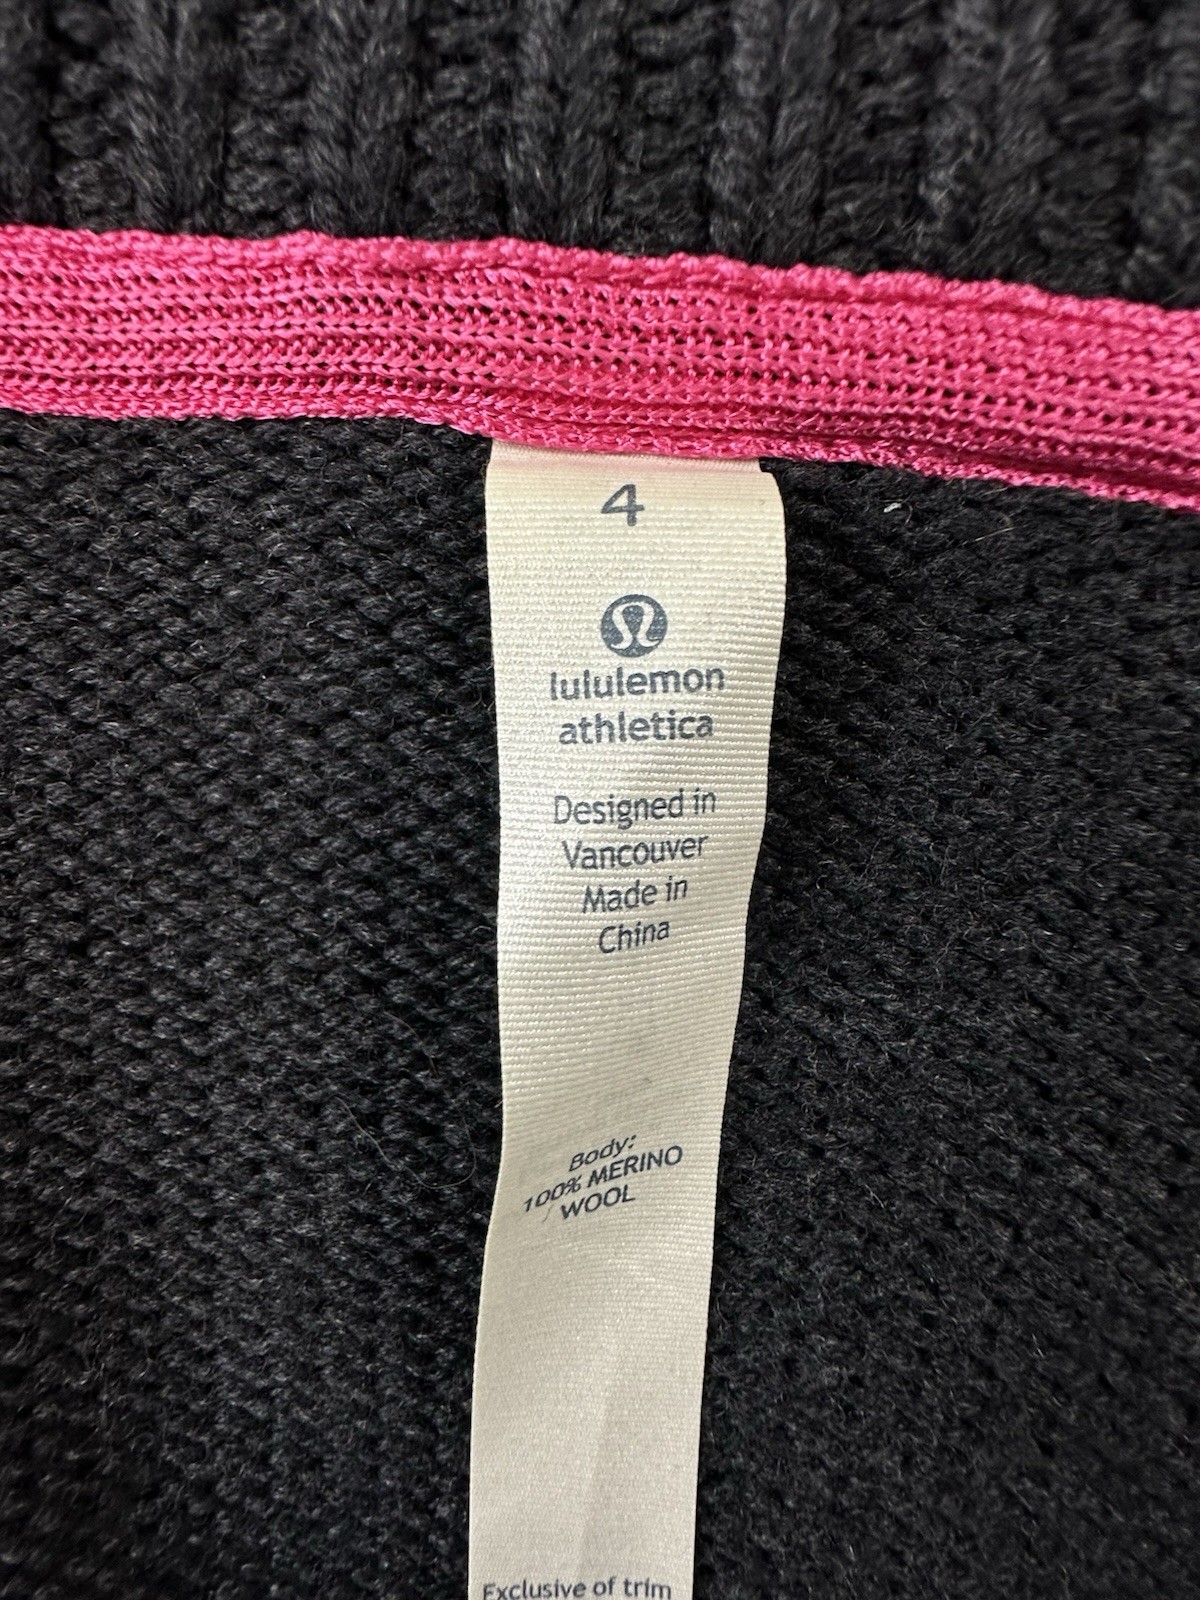 4
lululemon
athletica
Designed in
Vancouver
Made in
China
Body:
100% MERINO
WOOL
Exclusive of trim